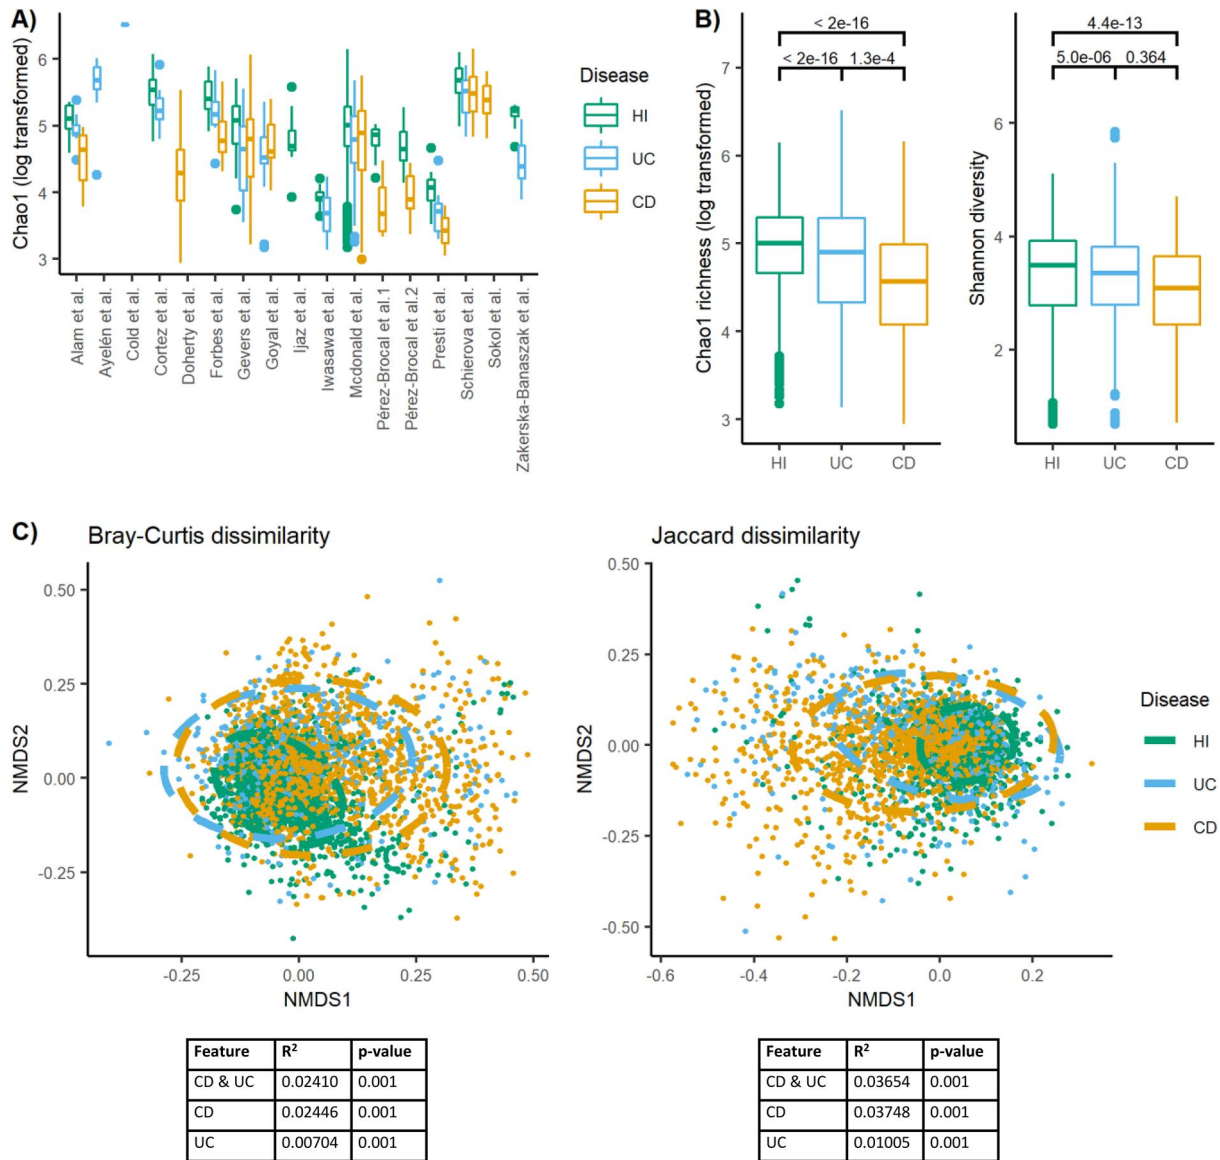 A)
Chao1 (log transformed)
6
5
4
3
Alam et al.
Ayelén et al.
Cold et al.
Cortez et al.
Doherty et al.
Forbes et al.
Gevers et al.
Goyal et al.
Ijaz et al.
Iwasawa et al.
Mcdonald et al.
Pérez-Brocal et al.1
Pérez-Brocal et al.2
Presti et al.
Schierova et al.
Sokol et al.
Zakerska-Banaszak et al.
Disease
HI
UC
CD
B)
Chao1 richness (log transformed)
7
6
5
4
3
< 2e-16
< 2e-16 1.3e-4
HI UC CD
Shannon diversity
6
4
2
4.4e-13
5.0e-06 0.364
HI UC CD
C)
Bray-Curtis dissimilarity
NMDS2
0.50
0.25
0.00
-0.25
-0.25 0.00 0.25 0.50
NMDS1
Jaccard dissimilarity
NMDS2
0.50
0.25
0.00
-0.25
-0.50
-0.6 -0.4 -0.2 0.0 0.2
NMDS1
Disease
HI
UC
CD
Feature R² p-value
CD & UC 0.02410 0.001
CD 0.02446 0.001
UC 0.00704 0.001
Feature R² p-value
CD & UC 0.03654 0.001
CD 0.03748 0.001
UC 0.01005 0.001